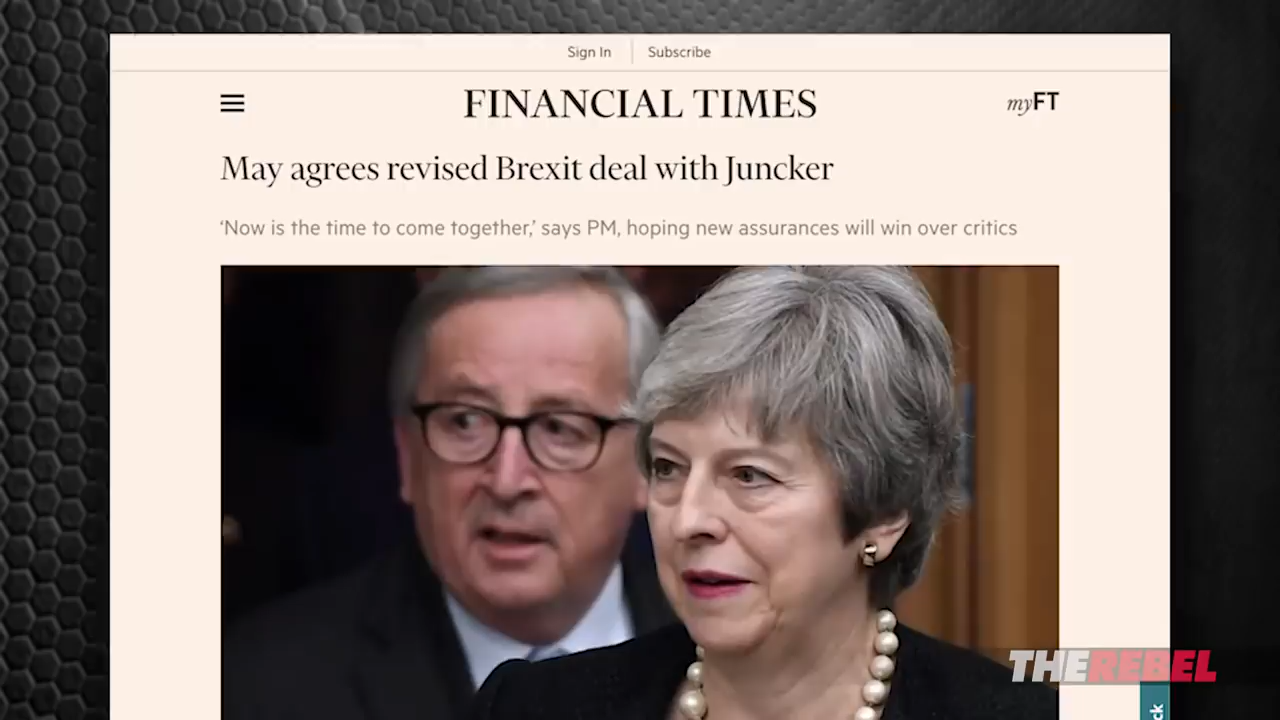 Sign In
Subscribe
FINANCIAL TIMES
myFT
May agrees revised Brexit deal with Juncker
‘Now is the time to come together,’ says PM, hoping new assurances will win over critics
THEREBEL
ck